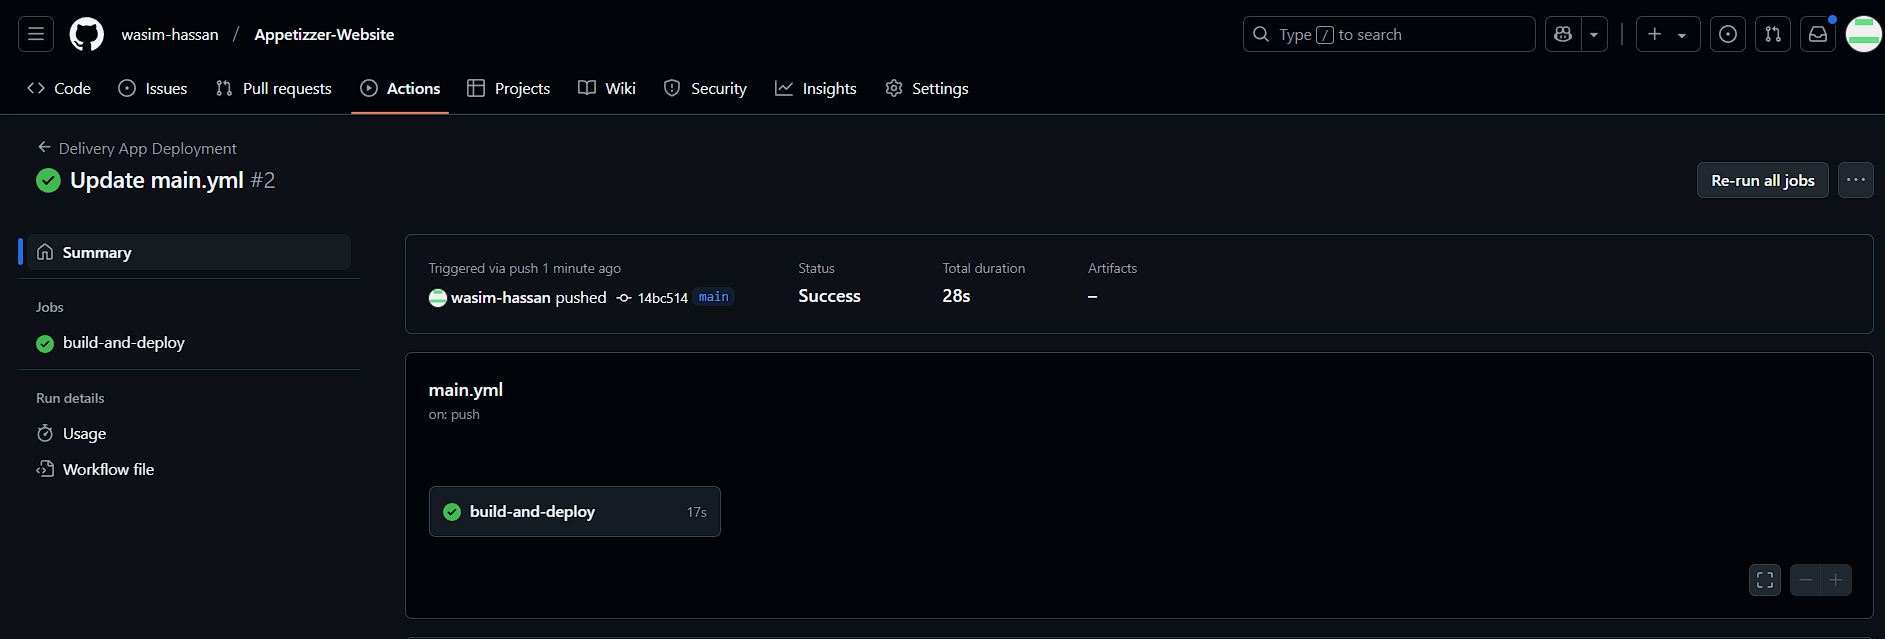 wasim-hassan / Appetizzer-Website
Type / to search
Code Issues Pull requests Actions Projects Wiki Security Insights Settings
Delivery App Deployment
Update main.yml #2
Re-run all jobs
Summary
Jobs
build-and-deploy
Run details
Usage
Workflow file
Triggered via push 1 minute ago
wasim-hassan pushed 14bc514 main
Status
Success
Total duration
28s
Artifacts
–
main.yml
on: push
build-and-deploy 17s